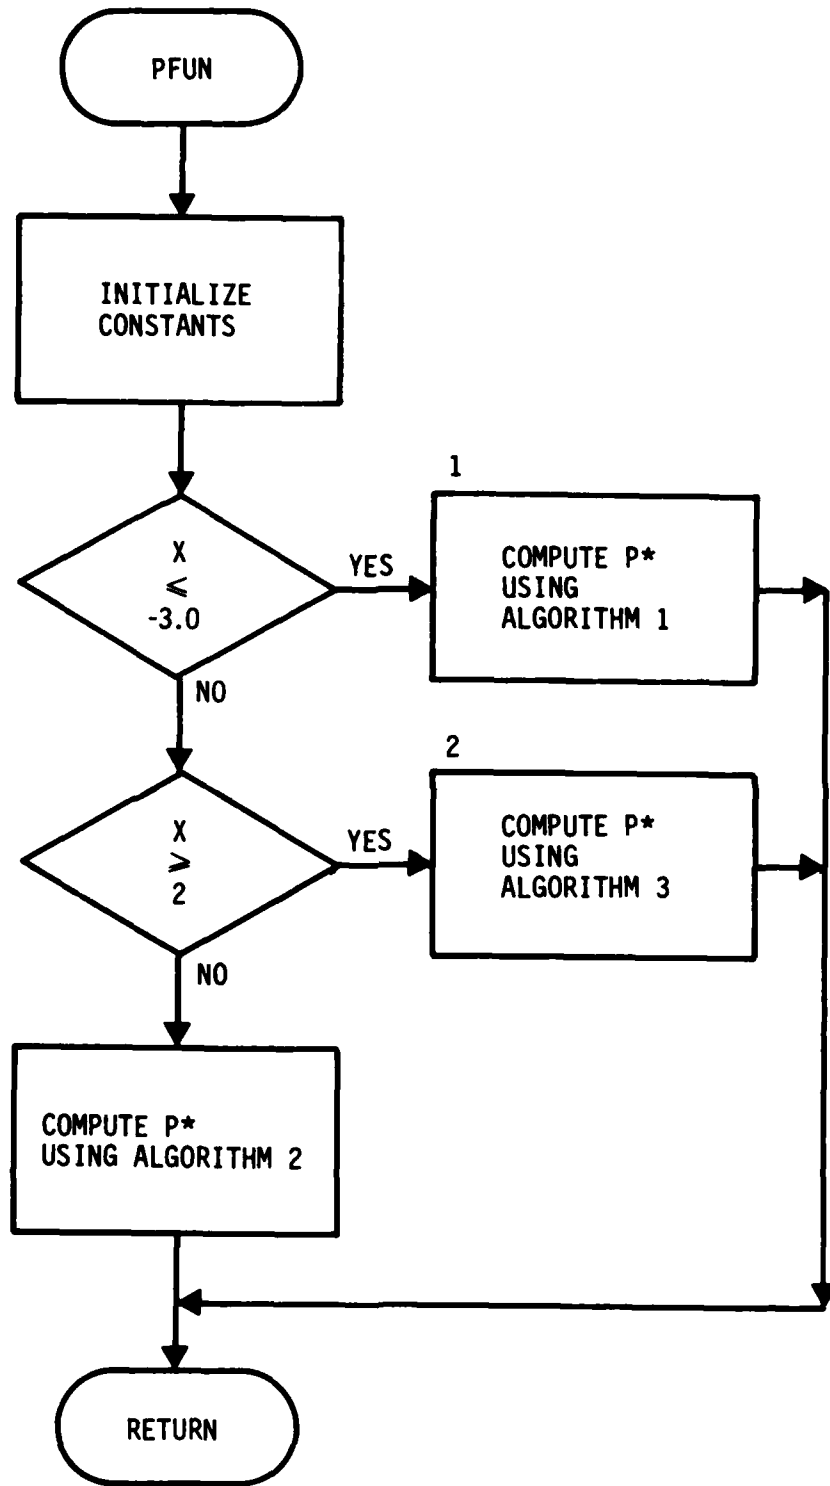 PFUN
INITIALIZE
CONSTANTS
X
≤
-3.0
YES
NO
1
COMPUTE P*
USING
ALGORITHM 1
X
≥
2
YES
NO
2
COMPUTE P*
USING
ALGORITHM 3
COMPUTE P*
USING ALGORITHM 2
RETURN